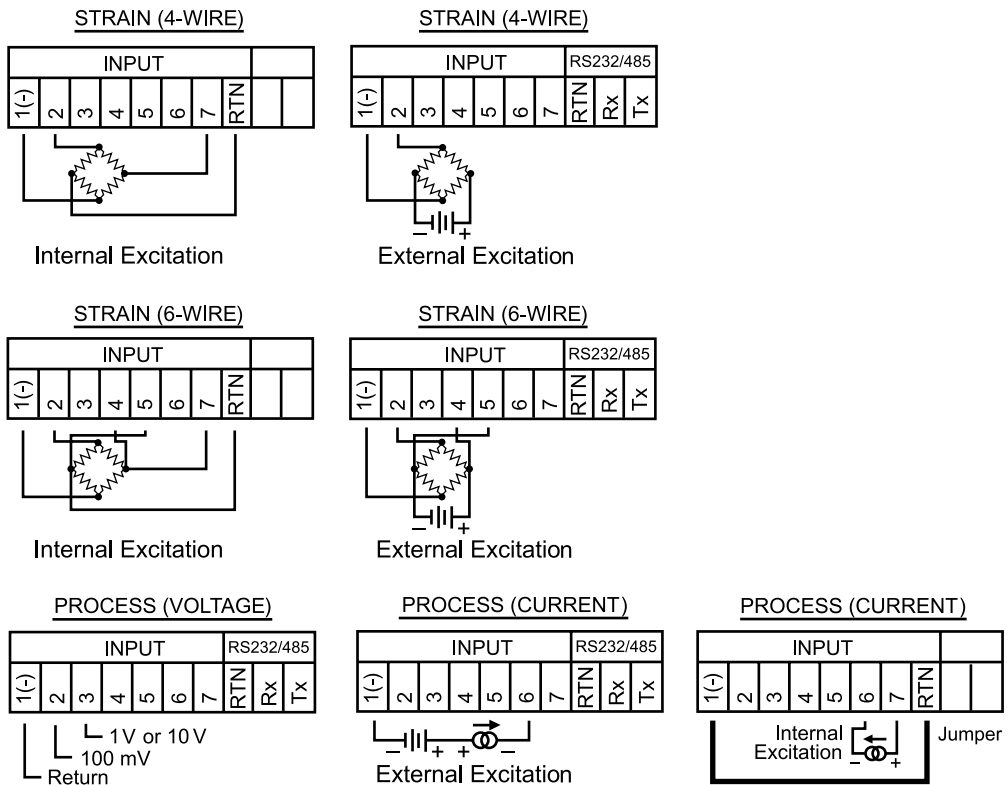 STRAIN (4-WIRE)
INPUT
1(-) 2 3 4 5 6 7 RTN
Internal Excitation
STRAIN (4-WIRE)
INPUT RS232/485
1(-) 2 3 4 5 6 7 RTN Rx Tx
− +
External Excitation
STRAIN (6-WIRE)
INPUT
1(-) 2 3 4 5 6 7 RTN
Internal Excitation
STRAIN (6-WIRE)
INPUT RS232/485
1(-) 2 3 4 5 6 7 RTN Rx Tx
− +
External Excitation
PROCESS (VOLTAGE)
INPUT RS232/485
1(-) 2 3 4 5 6 7 RTN Rx Tx
1V or 10V
100 mV
Return
PROCESS (CURRENT)
INPUT RS232/485
1(-) 2 3 4 5 6 7 RTN Rx Tx
− + + −
External Excitation
PROCESS (CURRENT)
INPUT
1(-) 2 3 4 5 6 7 RTN
Internal
Excitation
− +
Jumper